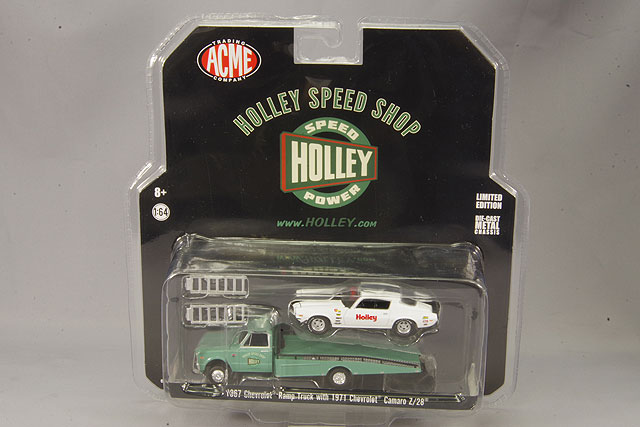 TRADING
ACME
COMPANY
HOLLEY SPEED SHOP
SPEED
HOLLEY
POWER
www.HOLLEY.com
8+
1:64
LIMITED
EDITION
DIE-CAST
METAL
CHASSIS
Holley
HOLLEY
1967 Chevrolet® Ramp Truck with 1971 Chevrolet® Camaro Z/28®